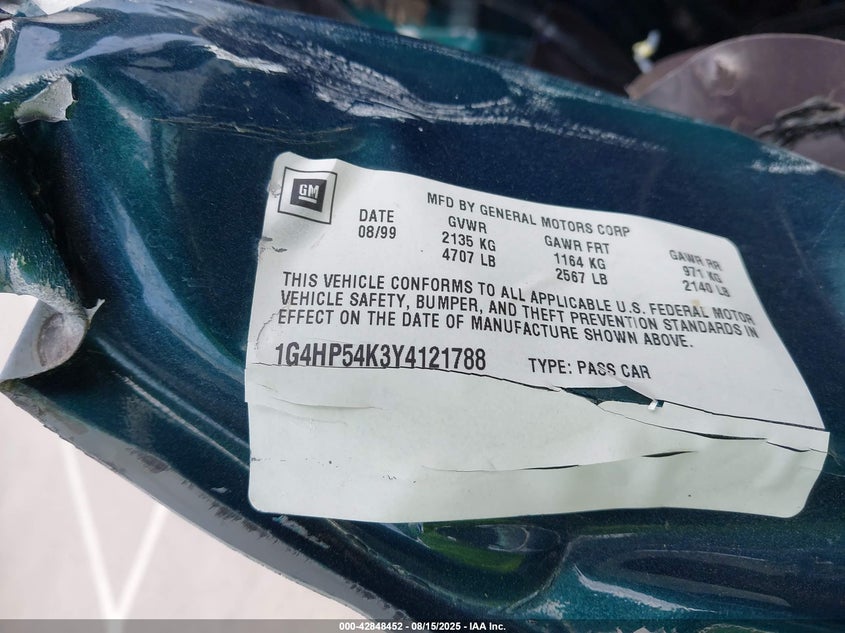 GM
MFD BY GENERAL MOTORS CORP
DATE GVWR GAWR FRT GAWR RR
08/99 2135 KG 1164 KG 971 KG
4707 LB 2567 LB 2140 LB
THIS VEHICLE CONFORMS TO ALL APPLICABLE U.S. FEDERAL MOTOR
VEHICLE SAFETY, BUMPER, AND THEFT PREVENTION STANDARDS IN
EFFECT ON THE DATE OF MANUFACTURE SHOWN ABOVE.
1G4HP54K3Y4121788 TYPE: PASS CAR
000-42848452 - 08/15/2025 - IAA Inc.